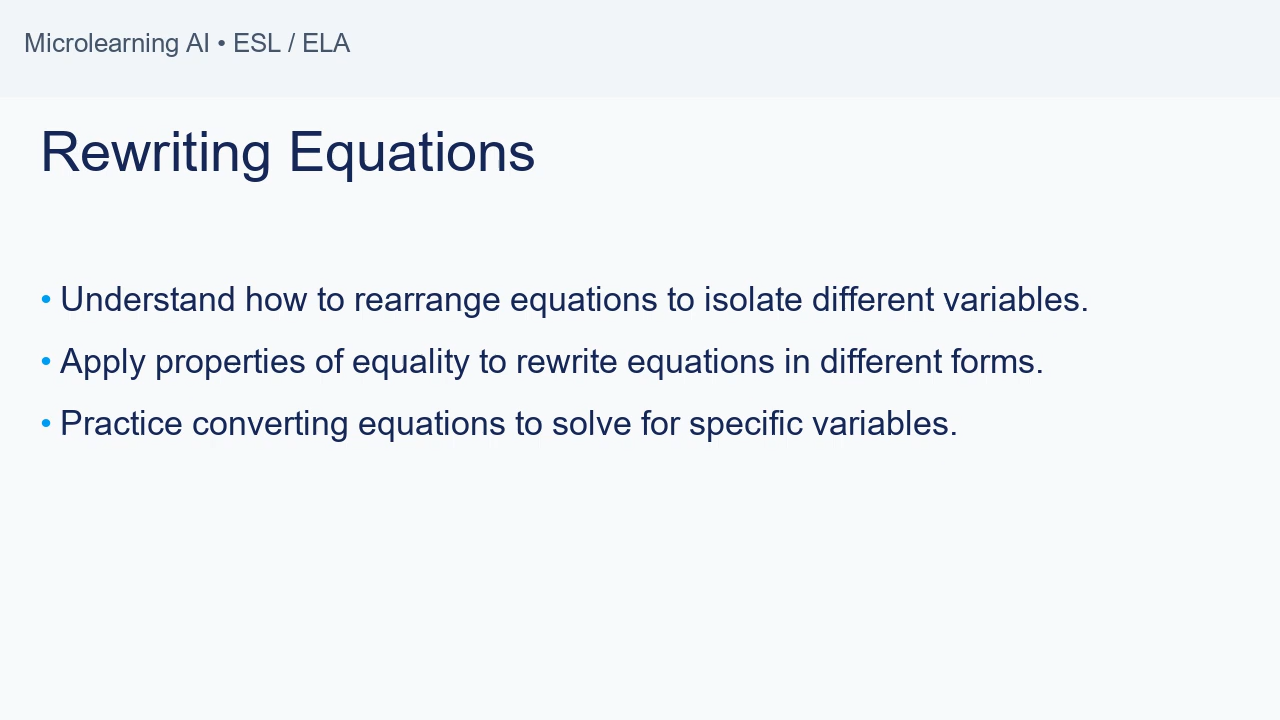 Microlearning AI • ESL / ELA
Rewriting Equations
• Understand how to rearrange equations to isolate different variables.
• Apply properties of equality to rewrite equations in different forms.
• Practice converting equations to solve for specific variables.